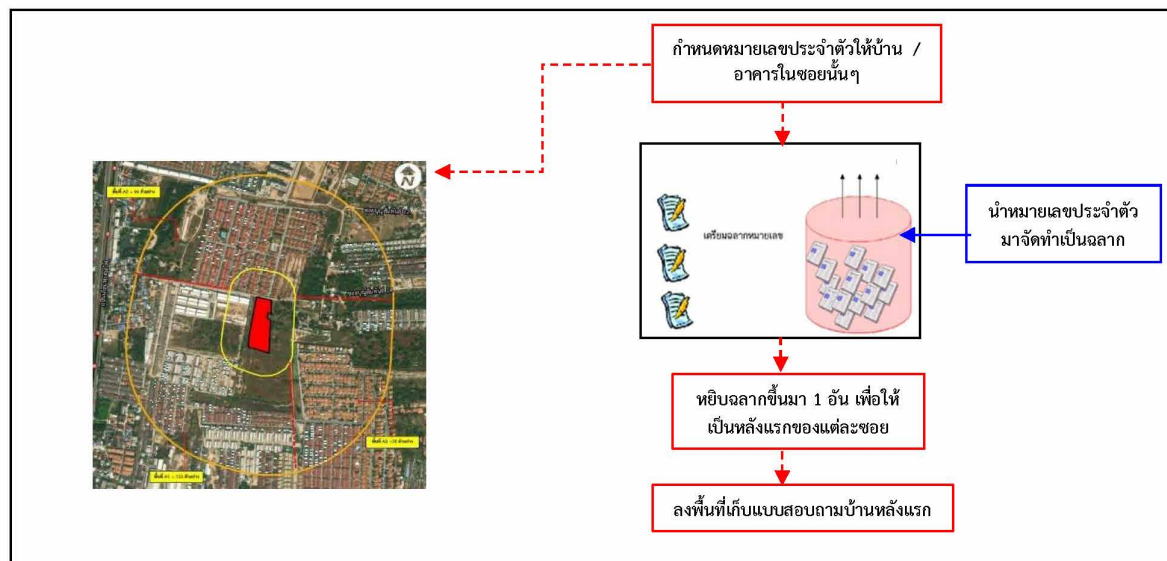 กำหนดหมายเลขประจำตัวให้บ้าน /
อาคารในซอยนั้นๆ
N
เตรียมฉลากหมายเลข
นำหมายเลขประจำตัว
มาจัดทำเป็นฉลาก
หยิบฉลากขึ้นมา 1 อัน เพื่อให้
เป็นหลังแรกของแต่ละซอย
ลงพื้นที่เก็บแบบสอบถามบ้านหลังแรก